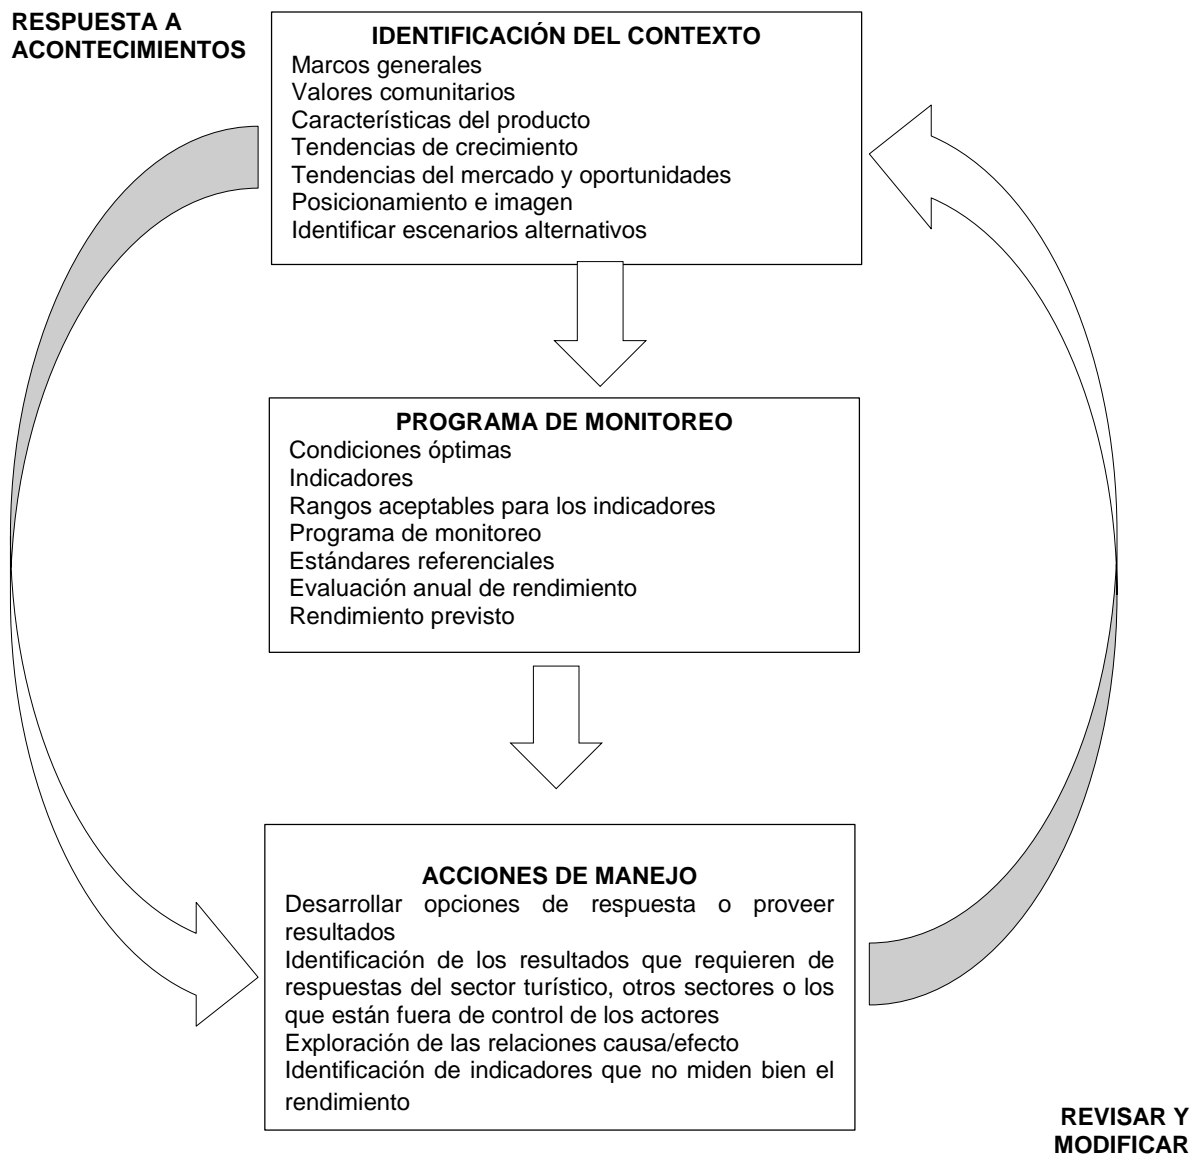 RESPUESTA A
ACONTECIMIENTOS
IDENTIFICACIÓN DEL CONTEXTO
Marcos generales
Valores comunitarios
Características del producto
Tendencias de crecimiento
Tendencias del mercado y oportunidades
Posicionamiento e imagen
Identificar escenarios alternativos
PROGRAMA DE MONITOREO
Condiciones óptimas
Indicadores
Rangos aceptables para los indicadores
Programa de monitoreo
Estándares referenciales
Evaluación anual de rendimiento
Rendimiento previsto
ACCIONES DE MANEJO
Desarrollar opciones de respuesta o proveer
resultados
Identificación de los resultados que requieren de
respuestas del sector turístico, otros sectores o los
que están fuera de control de los actores
Exploración de las relaciones causa/efecto
Identificación de indicadores que no miden bien el
rendimiento
REVISAR Y
MODIFICAR